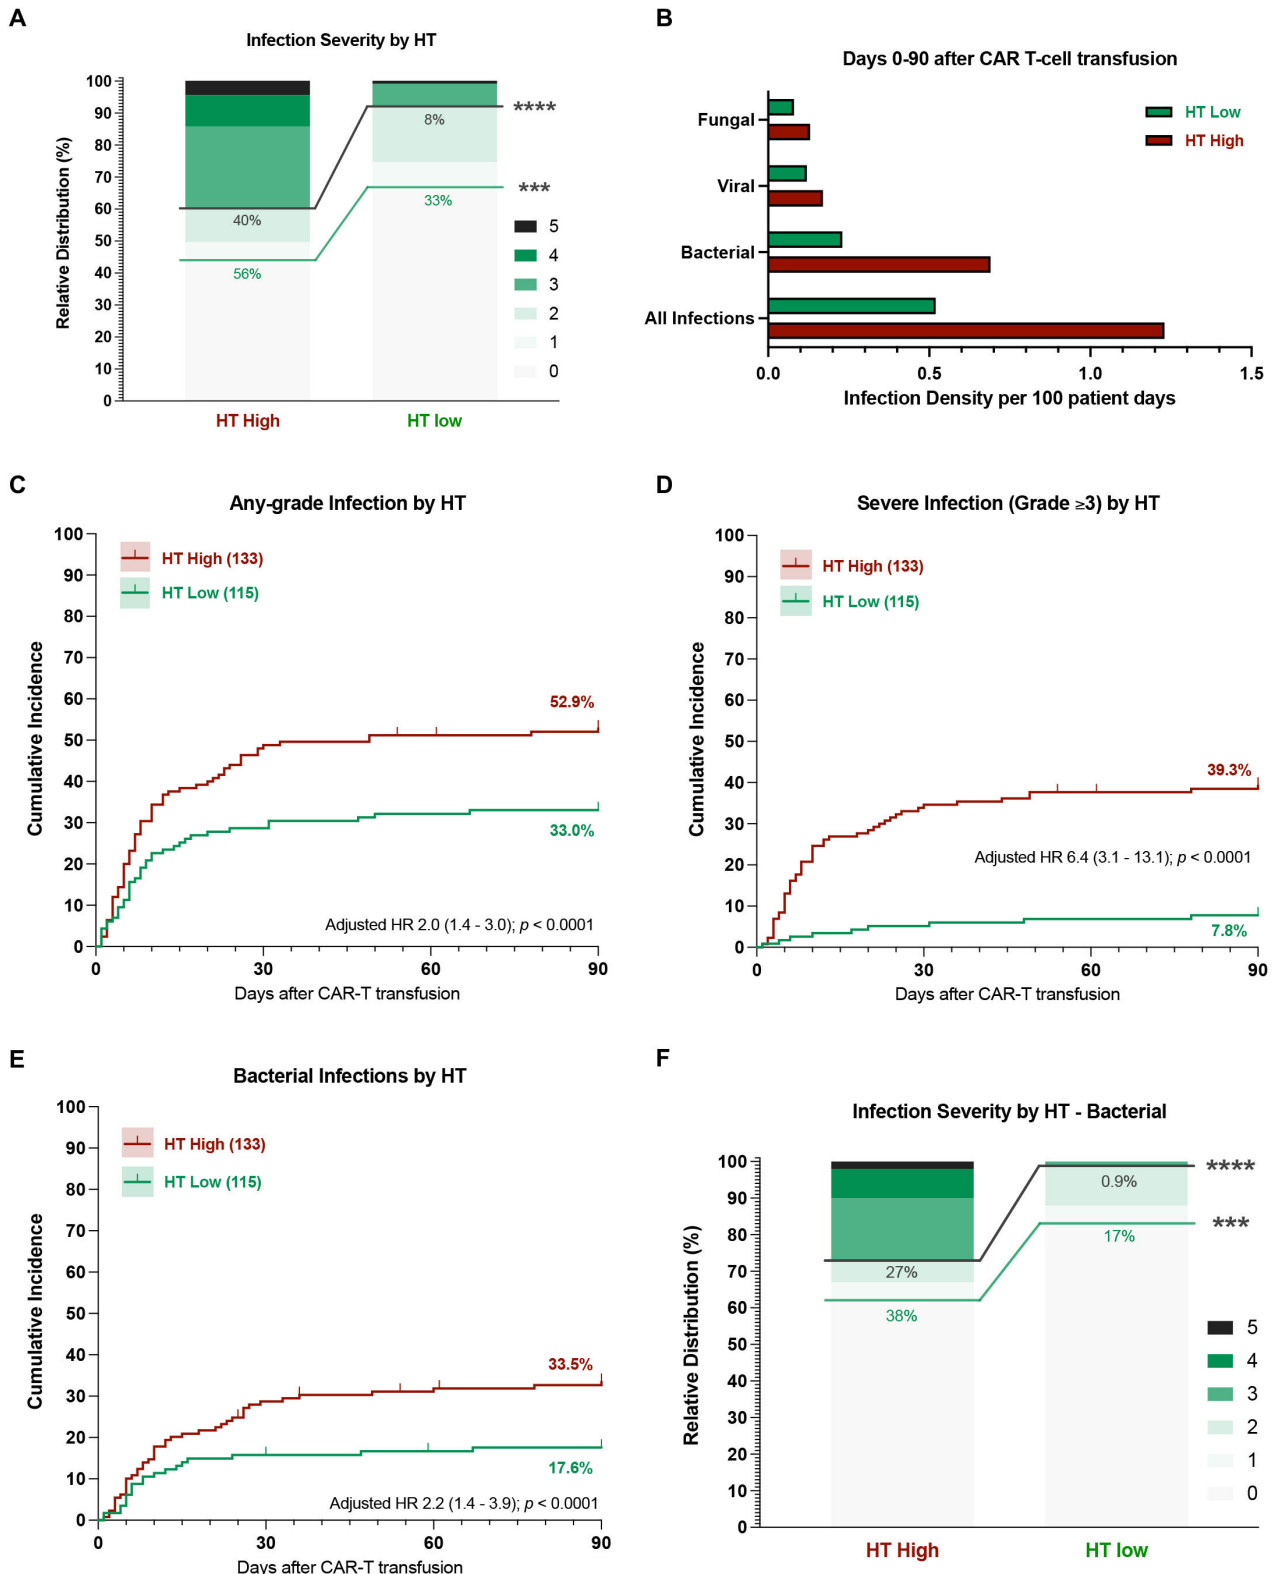 A
Infection Severity by HT
Relative Distribution (%)
100
90
80
70
60
50
40
30
20
10
0
40%
56%
8%
33%
****
***
5
4
3
2
1
0
HT High
HT low
B
Days 0-90 after CAR T-cell transfusion
Fungal
Viral
Bacterial
All Infections
HT Low
HT High
0.0
0.5
1.0
1.5
Infection Density per 100 patient days
C
Any-grade Infection by HT
Cumulative Incidence
100
90
80
70
60
50
40
30
20
10
0
HT High (133)
HT Low (115)
52.9%
33.0%
Adjusted HR 2.0 (1.4 - 3.0); p < 0.0001
0
30
60
90
Days after CAR-T transfusion
D
Severe Infection (Grade ≥3) by HT
Cumulative Incidence
100
90
80
70
60
50
40
30
20
10
0
HT High (133)
HT Low (115)
39.3%
Adjusted HR 6.4 (3.1 - 13.1); p < 0.0001
7.8%
0
30
60
90
Days after CAR-T transfusion
E
Bacterial Infections by HT
Cumulative Incidence
100
90
80
70
60
50
40
30
20
10
0
HT High (133)
HT Low (115)
33.5%
17.6%
Adjusted HR 2.2 (1.4 - 3.9); p < 0.0001
0
30
60
90
Days after CAR-T transfusion
F
Infection Severity by HT - Bacterial
Relative Distribution (%)
100
90
80
70
60
50
40
30
20
10
0
27%
38%
0.9%
17%
****
***
5
4
3
2
1
0
HT High
HT low